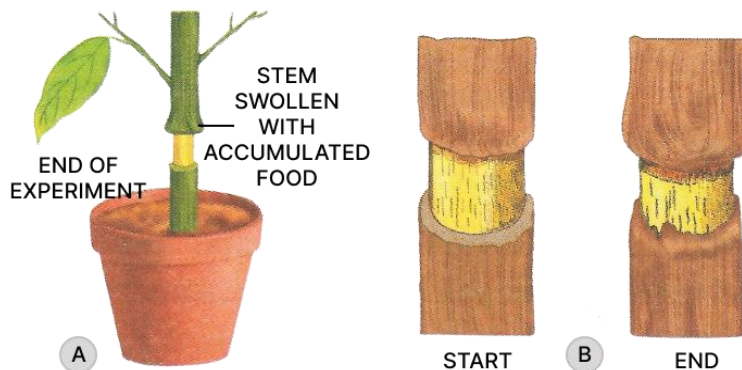 STEM
SWOLLEN
WITH
ACCUMULATED
FOOD
END OF
EXPERIMENT
A
START
B
END